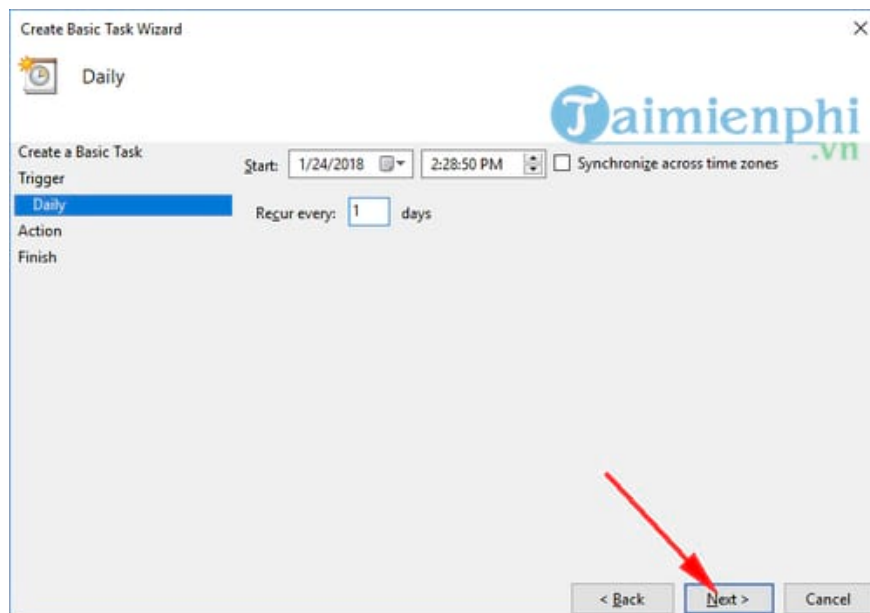 Create Basic Task Wizard
Daily
Taimienphi
.vn
Create a Basic Task
Trigger
Daily
Action
Finish
Start: 1/24/2018 2:28:50 PM Synchronize across time zones
Recur every: 1 days
< Back Next > Cancel